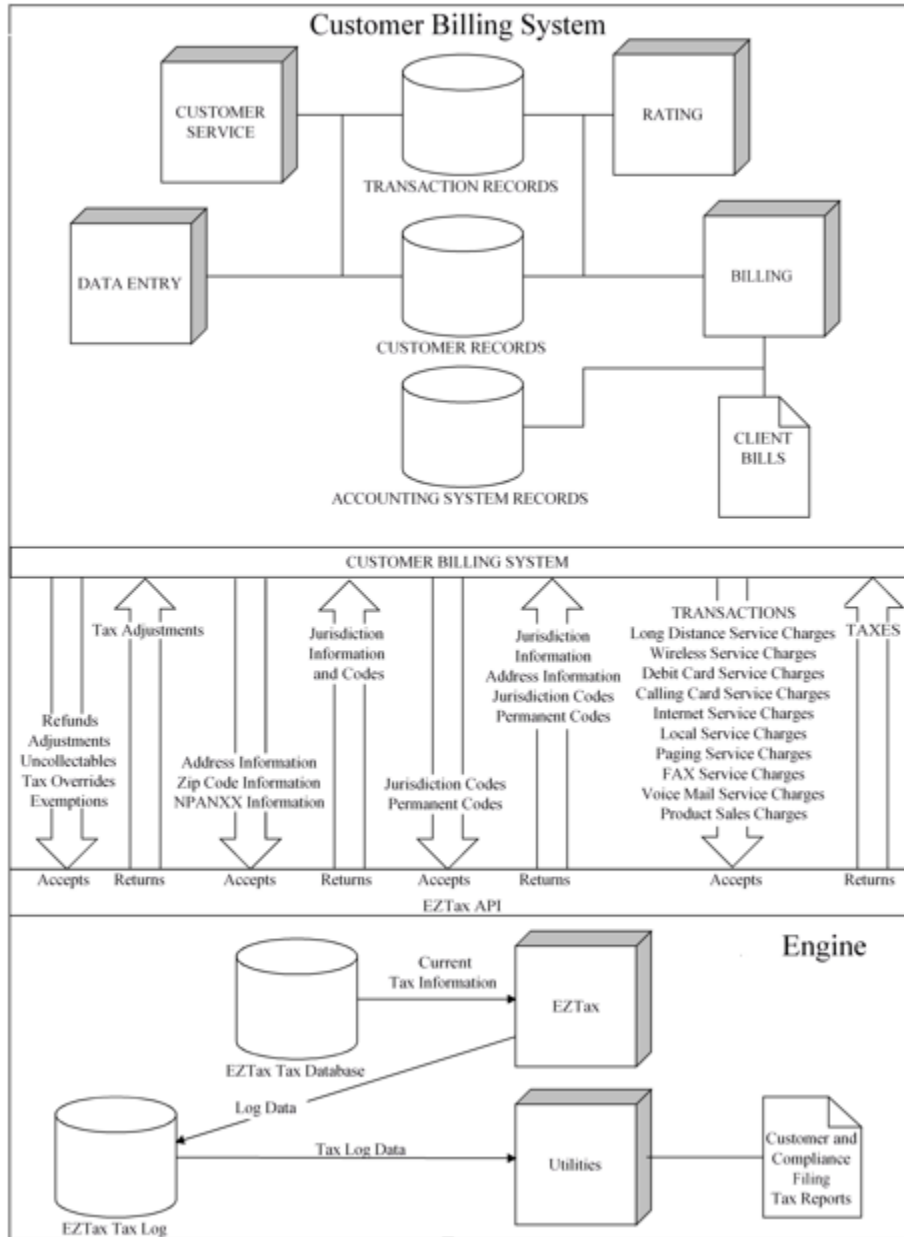 Customer Billing System
CUSTOMER
SERVICE
RATING
TRANSACTION RECORDS
DATA ENTRY
BILLING
CUSTOMER RECORDS
CLIENT
BILLS
ACCOUNTING SYSTEM RECORDS
CUSTOMER BILLING SYSTEM
Refunds
Adjustments
Uncollectables
Tax Overrides
Exemptions
Tax Adjustments
Address Information
Zip Code Information
NPANXX Information
Jurisdiction
Information
and Codes
Jurisdiction Codes
Permanent Codes
Jurisdiction
Information
Address Information
Jurisdiction Codes
Permanent Codes
TRANSACTIONS
Long Distance Service Charges
Wireless Service Charges
Debit Card Service Charges
Calling Card Service Charges
Internet Service Charges
Local Service Charges
Paging Service Charges
FAX Service Charges
Voice Mail Service Charges
Product Sales Charges
TAXES
Accepts Returns Accepts Returns Accepts Returns Accepts Returns
EZTax API
Engine
Current
Tax Information
EZTax
EZTax Tax Database
Log Data
Tax Log Data
Utilities
Customer and
Compliance
Filing
Tax Reports
EZTax Tax Log